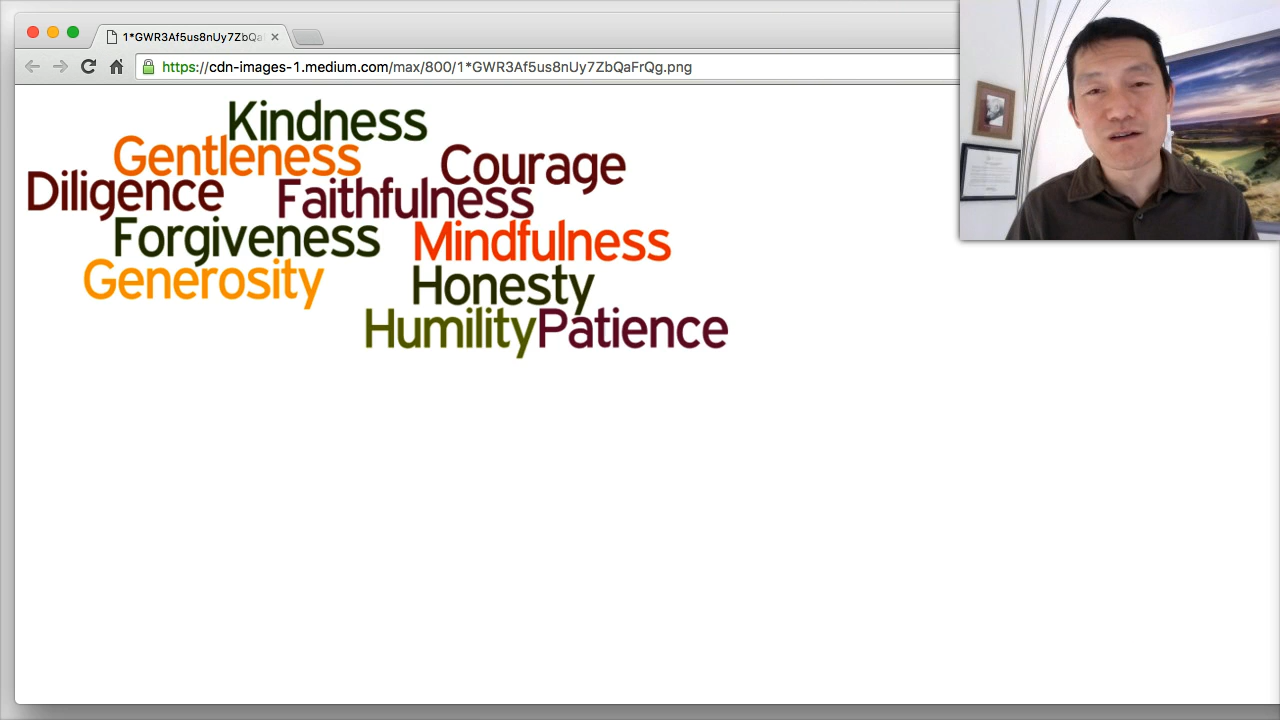 1*GWR3Af5us8nUy7ZbQa
https://cdn-images-1.medium.com/max/800/1*GWR3Af5us8nUy7ZbQaFrQg.png
Kindness
Gentleness
Courage
Diligence
Faithfulness
Forgiveness
Mindfulness
Generosity
Honesty
Humility
Patience